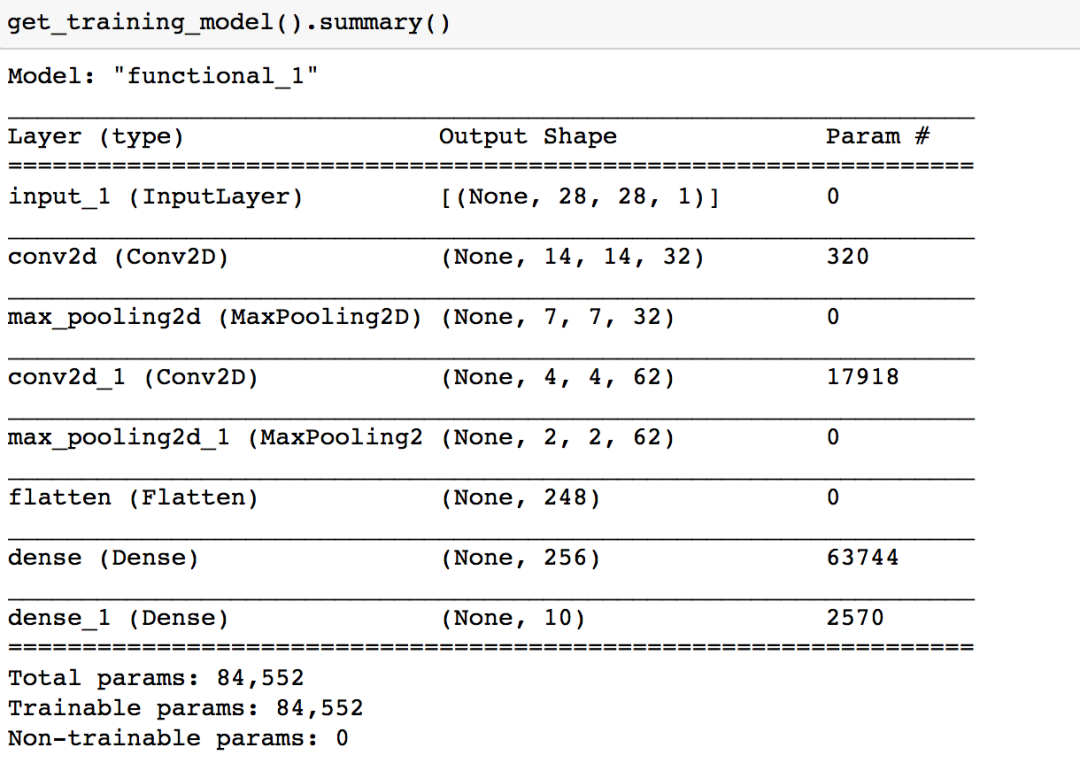 get_training_model().summary()
Model: "functional_1"
Layer (type) Output Shape Param #
input_1 (InputLayer) [(None, 28, 28, 1)] 0
conv2d (Conv2D) (None, 14, 14, 32) 320
max_pooling2d (MaxPooling2D) (None, 7, 7, 32) 0
conv2d_1 (Conv2D) (None, 4, 4, 62) 17918
max_pooling2d_1 (MaxPooling2 (None, 2, 2, 62) 0
flatten (Flatten) (None, 248) 0
dense (Dense) (None, 256) 63744
dense_1 (Dense) (None, 10) 2570
Total params: 84,552
Trainable params: 84,552
Non-trainable params: 0